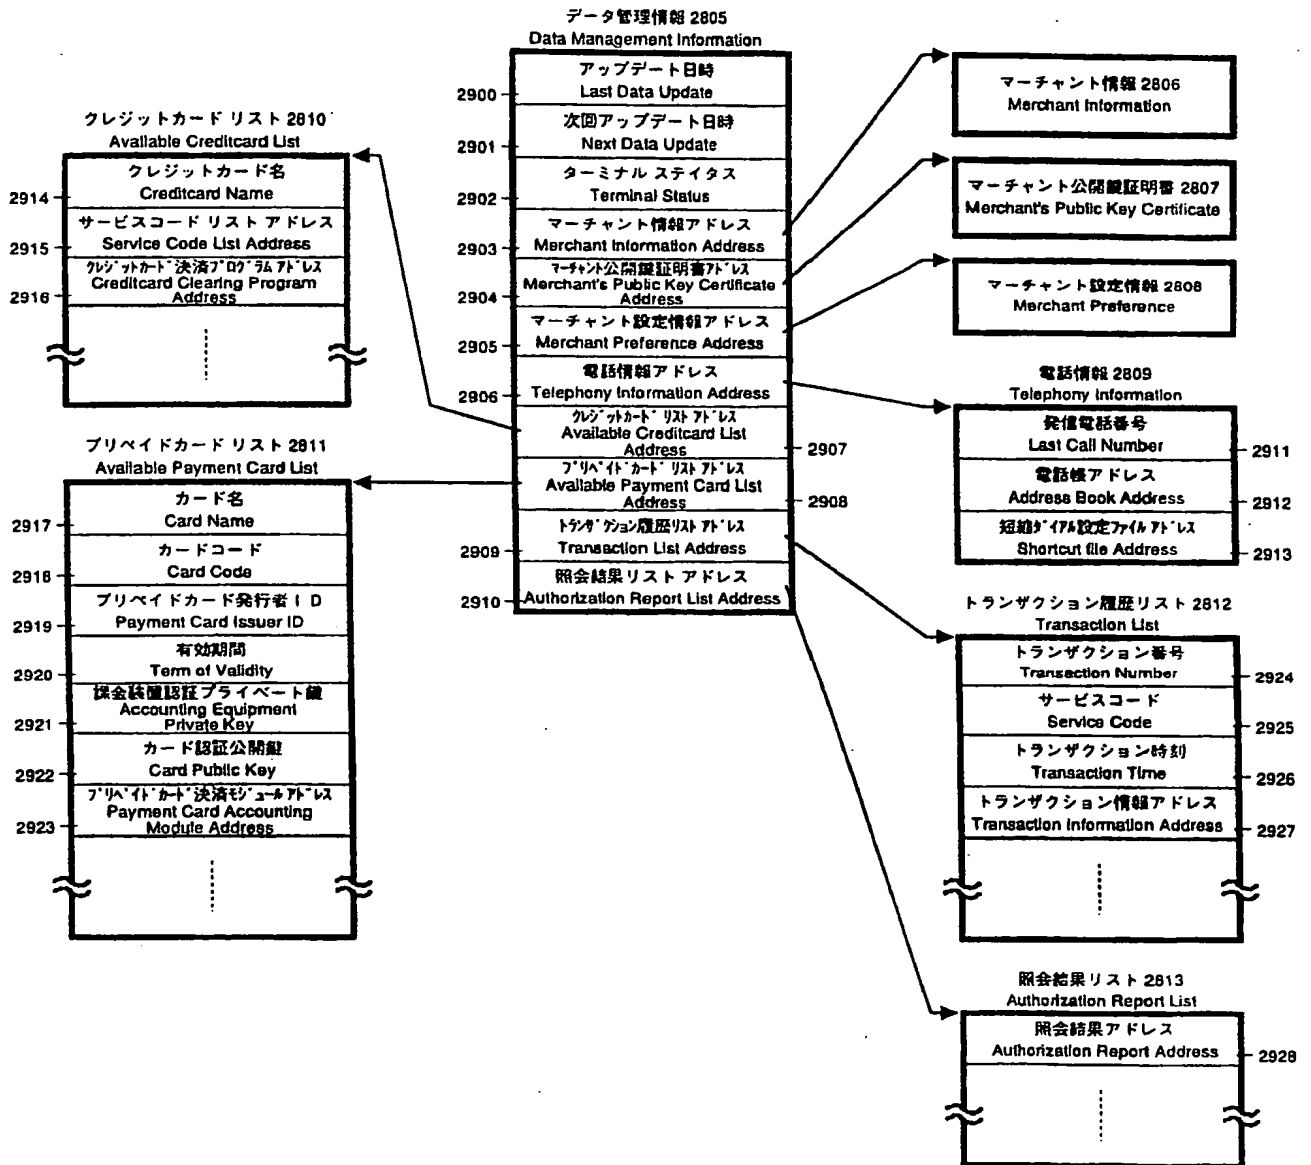 データ管理情報 2805
Data Management Information
2900
アップデート日時
Last Data Update
2901
次回アップデート日時
Next Data Update
2902
ターミナル ステイタス
Terminal Status
2903
マーチャント情報アドレス
Merchant Information Address
2904
マーチャント公開鍵証明書アドレス
Merchant's Public Key Certificate
Address
2905
マーチャント設定情報アドレス
Merchant Preference Address
2906
電話情報アドレス
Telephony Information Address
クレジットカード リスト アドレス
Available Creditcard List
Address
2907
プリペイドカード リスト アドレス
Available Payment Card List
Address
2908
2909
トランザクション履歴リスト アドレス
Transaction List Address
2910
照会結果リスト アドレス
Authorization Report List Address
クレジットカード リスト 2810
Available Creditcard List
2914
クレジットカード名
Creditcard Name
2915
サービスコード リスト アドレス
Service Code List Address
2916
クレジットカード決済プログラム アドレス
Creditcard Clearing Program
Address
プリペイドカード リスト 2811
Available Payment Card List
2917
カード名
Card Name
2918
カードコード
Card Code
2919
プリペイドカード発行者ID
Payment Card Issuer ID
2920
有効期間
Term of Validity
2921
課金装置認証プライベート鍵
Accounting Equipment
Private Key
2922
カード認証公開鍵
Card Public Key
2923
プリペイドカード決済モジュール アドレス
Payment Card Accounting
Module Address
マーチャント情報 2806
Merchant Information
マーチャント公開鍵証明書 2807
Merchant's Public Key Certificate
マーチャント設定情報 2808
Merchant Preference
電話情報 2809
Telephony Information
発信電話番号
Last Call Number
2911
電話帳アドレス
Address Book Address
2912
短縮ダイアル設定ファイル アドレス
Shortcut file Address
2913
トランザクション履歴リスト 2812
Transaction List
トランザクション番号
Transaction Number
2924
サービスコード
Service Code
2925
トランザクション時刻
Transaction Time
2926
トランザクション情報アドレス
Transaction Information Address
2927
照会結果リスト 2813
Authorization Report List
照会結果アドレス
Authorization Report Address
2928